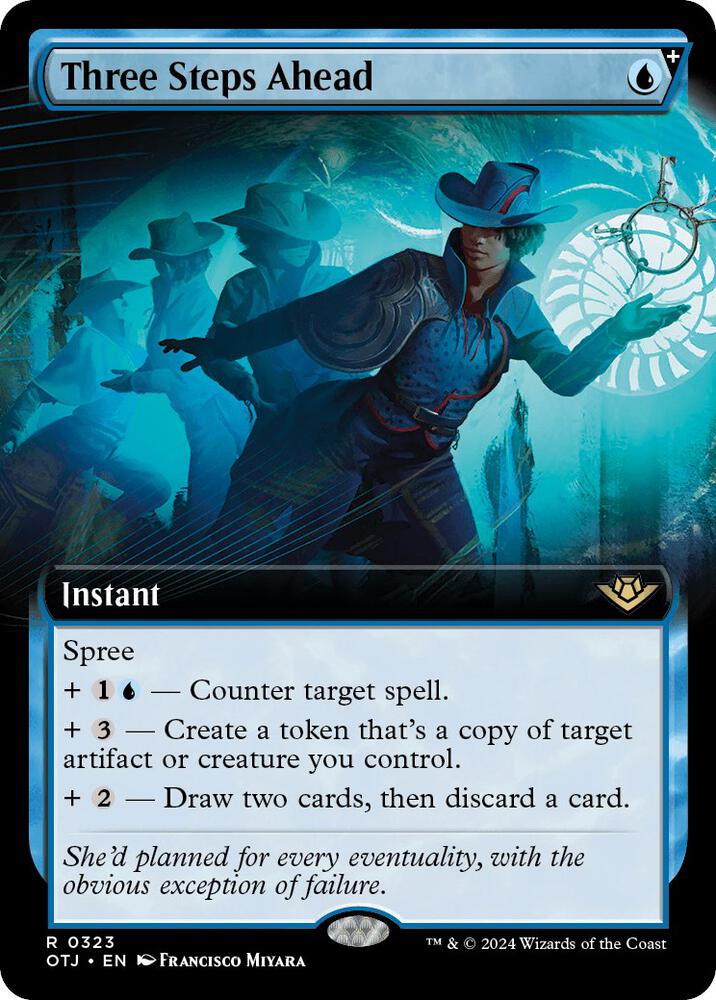 Three Steps Ahead
+
Instant
Spree
+ 1 — Counter target spell.
+ 3 — Create a token that's a copy of target
artifact or creature you control.
+ 2 — Draw two cards, then discard a card.
She'd planned for every eventuality, with the
obvious exception of failure.
R 0323
OTJ • EN Francisco Miyara
™ & © 2024 Wizards of the Coast